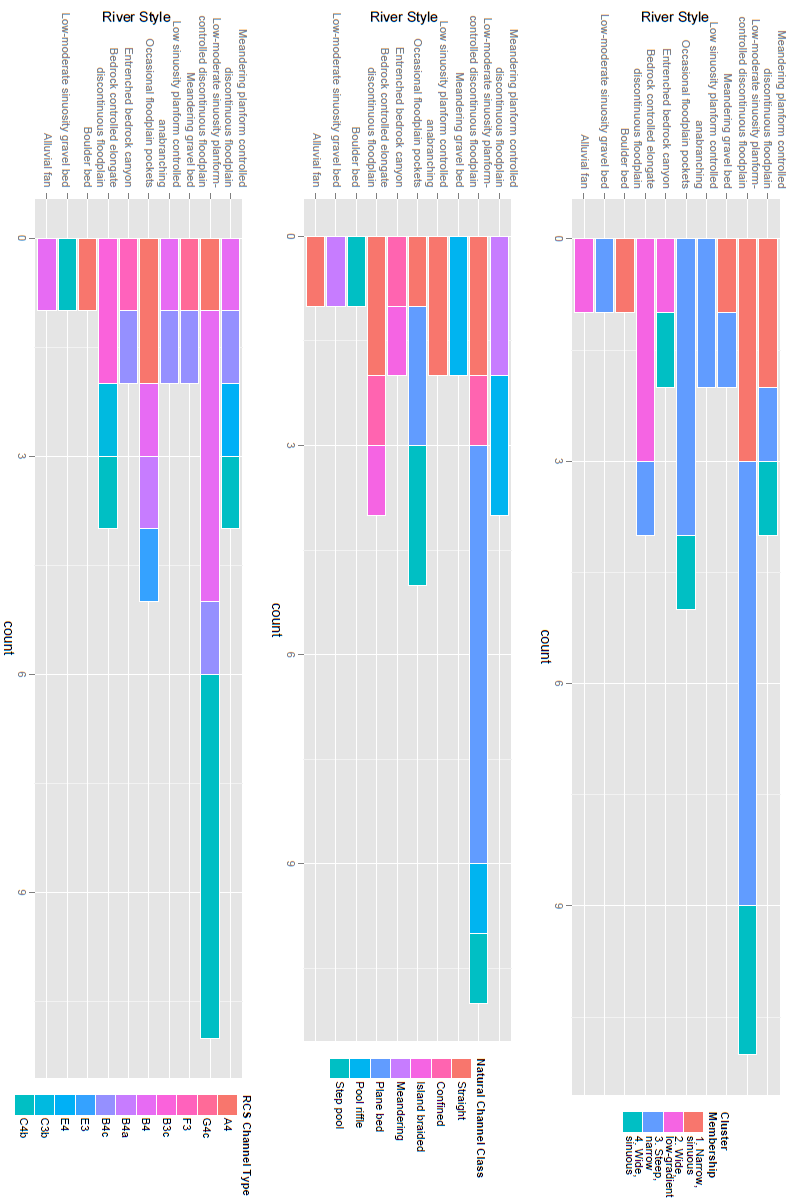 River Style
Meandering planform controlled
discontinuous floodplain
Low-moderate sinuosity planform-
controlled discontinuous floodplain
Meandering gravel bed
Low sinuosity planform controlled
anabranching
Occasional floodplain pockets
Entrenched bedrock canyon
Bedrock controlled elongate
discontinuous floodplain
Boulder bed
Low-moderate sinuosity gravel bed
Alluvial fan
0 3 6 9
count
Cluster
Membership
1. Narrow,
sinuous
2. Wide,
low-gradient
3. Steep,
narrow
4. Wide,
sinuous
River Style
Meandering planform controlled
discontinuous floodplain
Low-moderate sinuosity planform-
controlled discontinuous floodplain
Meandering gravel bed
Low sinuosity planform controlled
anabranching
Occasional floodplain pockets
Entrenched bedrock canyon
Bedrock controlled elongate
discontinuous floodplain
Boulder bed
Low-moderate sinuosity gravel bed
Alluvial fan
0 3 6 9
count
Natural Channel Class
Straight
Confined
Island braided
Meandering
Plane bed
Pool riffle
Step pool
River Style
Meandering planform controlled
discontinuous floodplain
Low-moderate sinuosity planform-
controlled discontinuous floodplain
Meandering gravel bed
Low sinuosity planform controlled
anabranching
Occasional floodplain pockets
Entrenched bedrock canyon
Bedrock controlled elongate
discontinuous floodplain
Boulder bed
Low-moderate sinuosity gravel bed
Alluvial fan
0 3 6 9
count
RCS Channel Type
A4
G4c
F3
B3c
B4
B4a
B4c
E3
E4
C3b
C4b